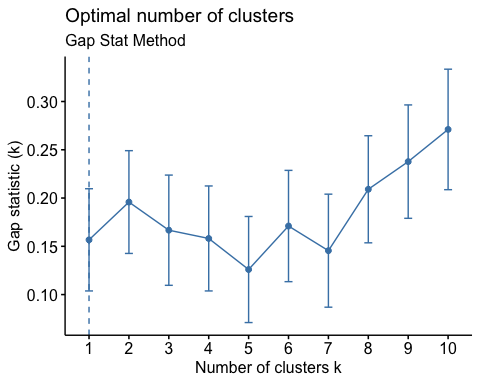 Optimal number of clusters
Gap Stat Method
Gap statistic (k)
0.30
0.25
0.20
0.15
0.10
1 2 3 4 5 6 7 8 9 10
Number of clusters k